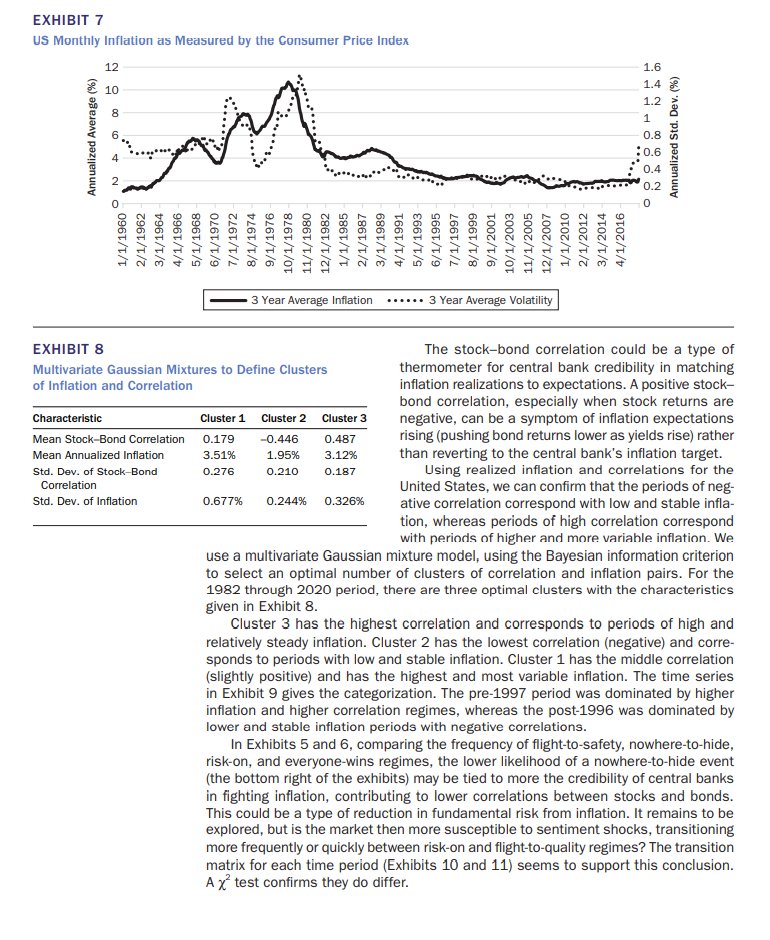 EXHIBIT 7
US Monthly Inflation as Measured by the Consumer Price Index
12
10
8
6
4
2
0
Annualized Average (%)
1.6
1.4
1.2
1
0.8
0.6
0.4
0.2
0
Annualized Std. Dev. (%)
1/1/1960
2/1/1962
3/1/1964
4/1/1966
5/1/1968
6/1/1970
7/1/1972
8/1/1974
9/1/1976
10/1/1978
11/1/1980
12/1/1982
1/1/1985
2/1/1987
3/1/1989
4/1/1991
5/1/1993
6/1/1995
7/1/1997
8/1/1999
9/1/2001
10/1/2003
11/1/2005
12/1/2007
1/1/2010
2/1/2012
3/1/2014
4/1/2016
3 Year Average Inflation
3 Year Average Volatility
EXHIBIT 8
Multivariate Gaussian Mixtures to Define Clusters
of Inflation and Correlation
Characteristic Cluster 1 Cluster 2 Cluster 3
Mean Stock–Bond Correlation 0.179 –0.446 0.487
Mean Annualized Inflation 3.51% 1.95% 3.12%
Std. Dev. of Stock–Bond 0.276 0.210 0.187
Correlation
Std. Dev. of Inflation 0.677% 0.244% 0.326%
The stock–bond correlation could be a type of
thermometer for central bank credibility in matching
inflation realizations to expectations. A positive stock–
bond correlation, especially when stock returns are
negative, can be a symptom of inflation expectations
rising (pushing bond returns lower as yields rise) rather
than reverting to the central bank's inflation target.
Using realized inflation and correlations for the
United States, we can confirm that the periods of neg-
ative correlation correspond with low and stable infla-
tion, whereas periods of high correlation correspond
with periods of higher and more variable inflation. We
use a multivariate Gaussian mixture model, using the Bayesian information criterion
to select an optimal number of clusters of correlation and inflation pairs. For the
1982 through 2020 period, there are three optimal clusters with the characteristics
given in Exhibit 8.
Cluster 3 has the highest correlation and corresponds to periods of high and
relatively steady inflation. Cluster 2 has the lowest correlation (negative) and corre-
sponds to periods with low and stable inflation. Cluster 1 has the middle correlation
(slightly positive) and has the highest and most variable inflation. The time series
in Exhibit 9 gives the categorization. The pre-1997 period was dominated by higher
inflation and higher correlation regimes, whereas the post-1996 was dominated by
lower and stable inflation periods with negative correlations.
In Exhibits 5 and 6, comparing the frequency of flight-to-safety, nowhere-to-hide,
risk-on, and everyone-wins regimes, the lower likelihood of a nowhere-to-hide event
(the bottom right of the exhibits) may be tied to more the credibility of central banks
in fighting inflation, contributing to lower correlations between stocks and bonds.
This could be a type of reduction in fundamental risk from inflation. It remains to be
explored, but is the market then more susceptible to sentiment shocks, transitioning
more frequently or quickly between risk-on and flight-to-quality regimes? The transition
matrix for each time period (Exhibits 10 and 11) seems to support this conclusion.
A χ² test confirms they do differ.